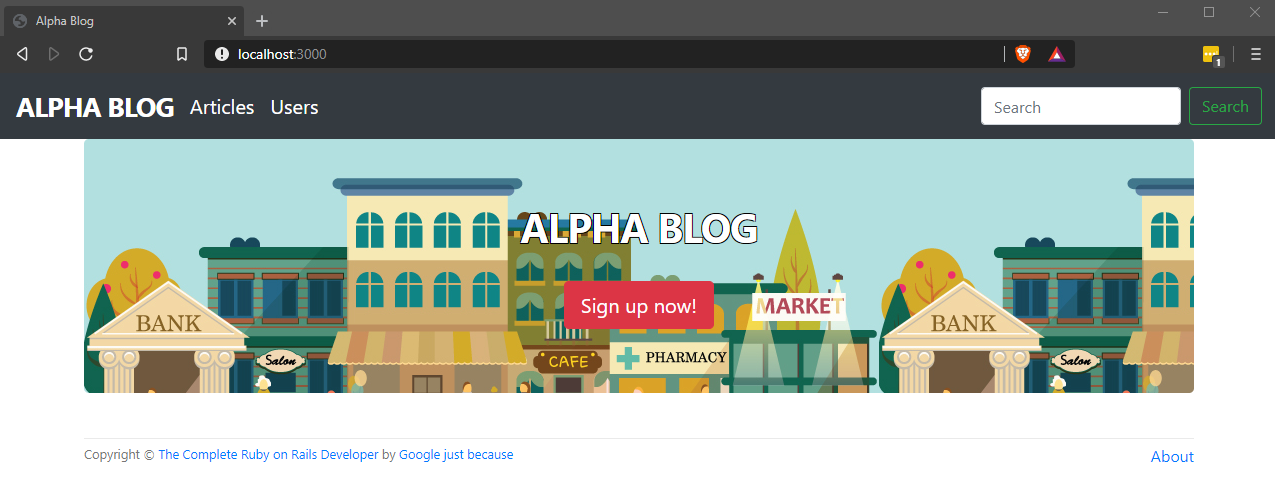 Alpha Blog
localhost:3000
1
ALPHA BLOG Articles Users Search Search
ALPHA BLOG
Sign up now!
MARKET
BANK
BANK
Salon
CAFE
PHARMACY
Salon
Copyright © The Complete Ruby on Rails Developer by Google just because
About